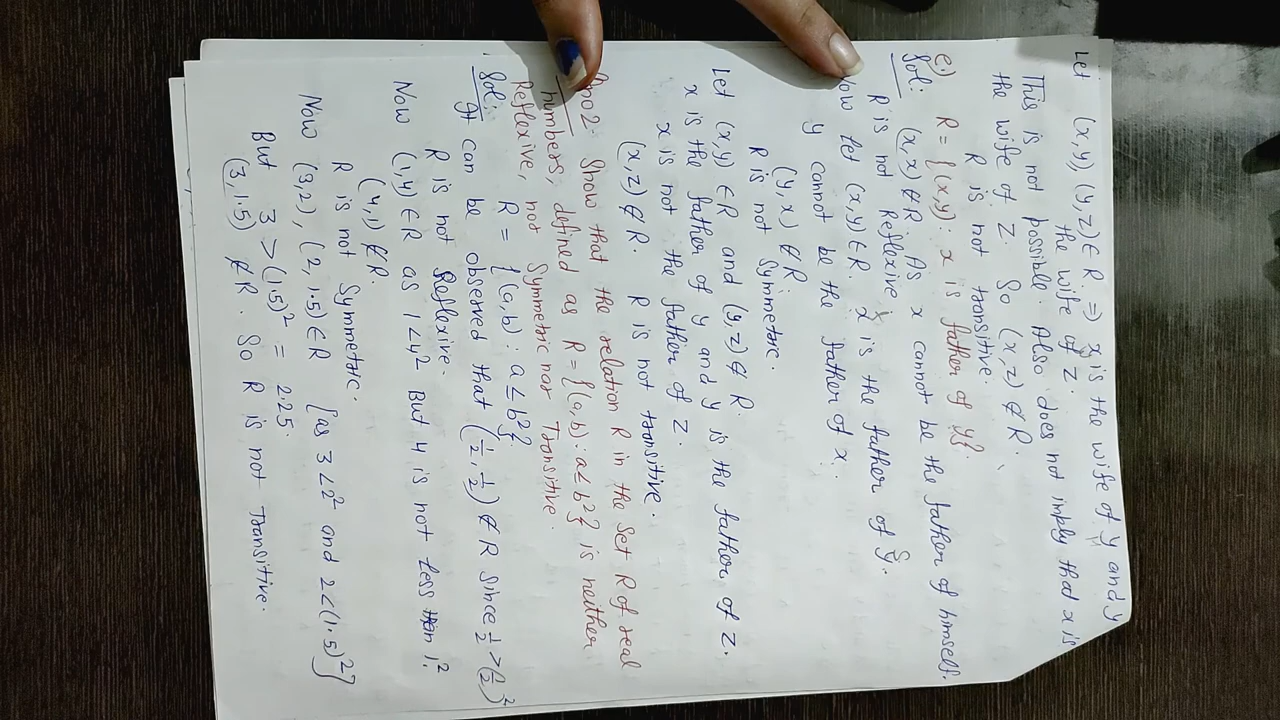 Let (x,y), (y,z) ∈ R. ⇒ x is the wife of y and y
the wife of z.
This is not possible. Also does not imply that x is
the wife of z. So (x,z) ∉ R.
R is not transitive.
e.) R = {(x,y): x is father of y}.
Sol: (x,x) ∉ R As x cannot be the father of himself.
R is not Reflexive
Now let (x,y) ∈ R. x is the father of y.
y cannot be the father of x.
(y,x) ∉ R.
R is not Symmetric.
Let (x,y) ∈ R and (y,z) ∉ R.
x is the father of y and y is the father of z.
x is not the father of z.
(x,z) ∉ R. R is not transitive.
2- Show that the relation R in the Set R of real
numbers, defined as R = {(a,b): a ≤ b²} is neither
Reflexive, not Symmetric nor Transitive.
R = {(a,b): a ≤ b²}.
Sol: It can be observed that (1/2, 1/2) ∉ R since 1/2 > (1/2)²
R is not Reflexive.
Now (1,4) ∈ R as 1<4² But 4 is not Less than 1²
(4,1) ∉ R.
R is not Symmetric.
Now (3,2), (2,1.5) ∈ R [as 3<2² and 2<(1.5)²]
But 3 > (1.5)² = 2.25.
(3,1.5) ∉ R. So R is not Transitive.